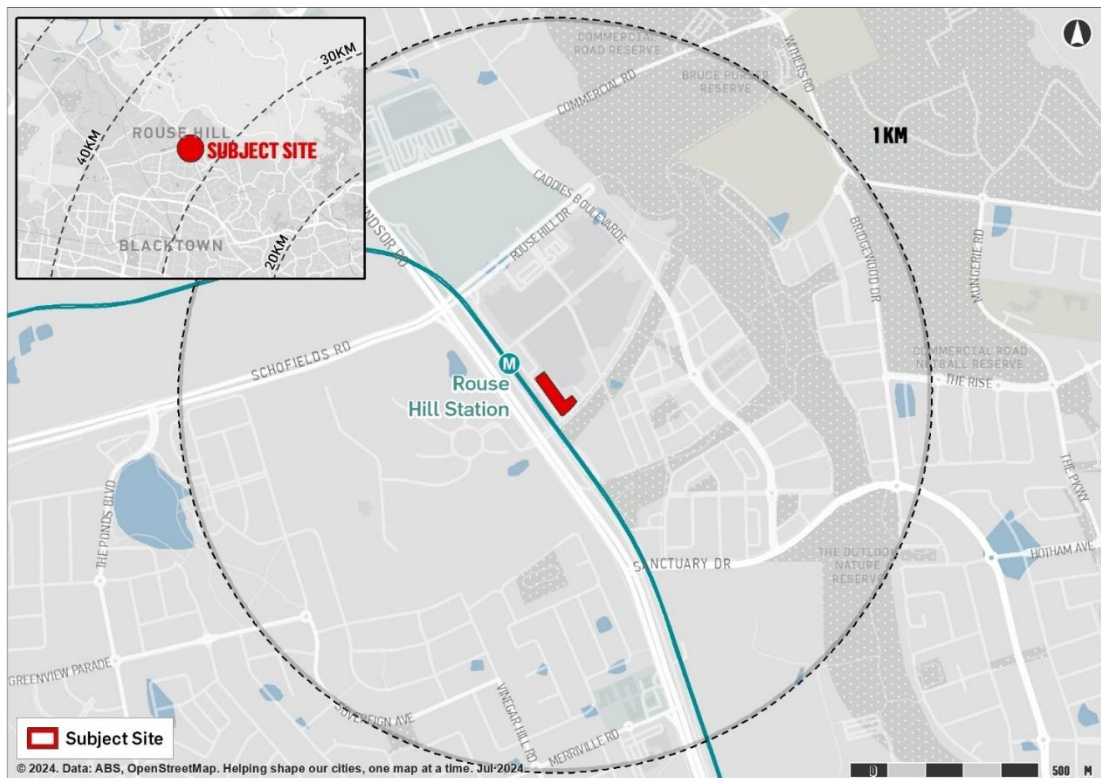 30KM
40KM
ROUSE HILL
SUBJECT SITE
BLACKTOWN
20KM
COMMERCIAL
ROAD RESERVE
WITHERS RD
BRUCE PURSER
RESERVE
COMMERCIAL RD
1 KM
CADDIES BOULEVARDE
ROUSE HILL DR
BRIDGEWOOD DR
MUNGERIE RD
SCHOFIELDS RD
M
Rouse
Hill Station
COMMERCIAL ROAD
NETBALL RESERVE
THE RISE
THE PKWY
THE PONDS BLVD
SANCTUARY DR
THE OUTLOOK
NATURE
RESERVE
HOTHAM AVE
GREENVIEW PARADE
SOVEREIGN AVE
VINEGAR HILL RD
MERRIVILLE RD
Subject Site
© 2024. Data: ABS, OpenStreetMap. Helping shape our cities, one map at a time. Jul 2024
0 500 M